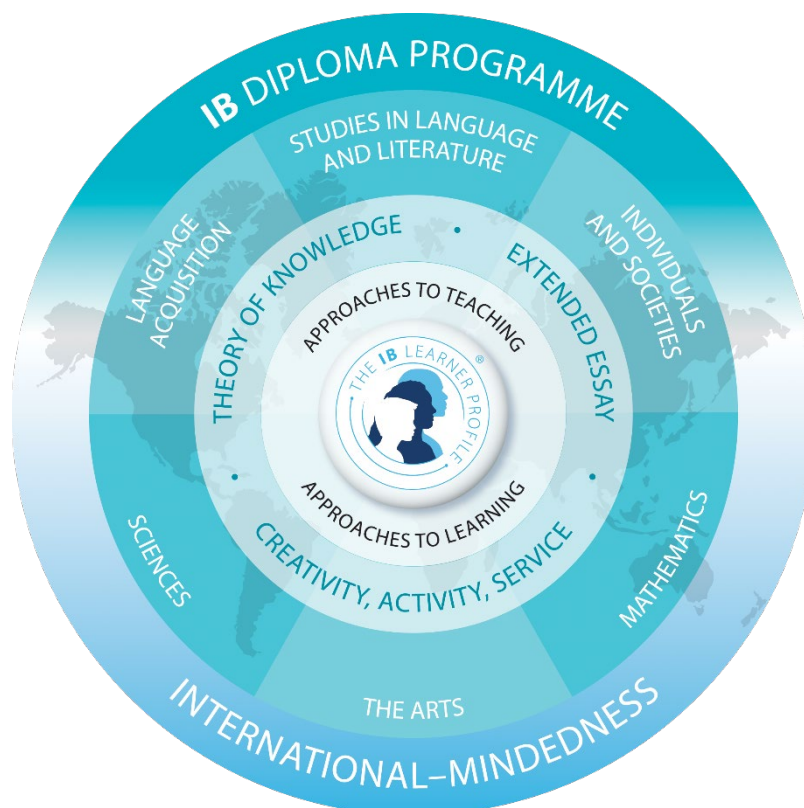 IB DIPLOMA PROGRAMME
STUDIES IN LANGUAGE
AND LITERATURE
LANGUAGE
ACQUISITION
INDIVIDUALS
AND SOCIETIES
THEORY OF KNOWLEDGE •
EXTENDED ESSAY •
APPROACHES TO TEACHING
THE IB LEARNER PROFILE ®
APPROACHES TO LEARNING
CREATIVITY, ACTIVITY, SERVICE •
SCIENCES
MATHEMATICS
THE ARTS
INTERNATIONAL–MINDEDNESS